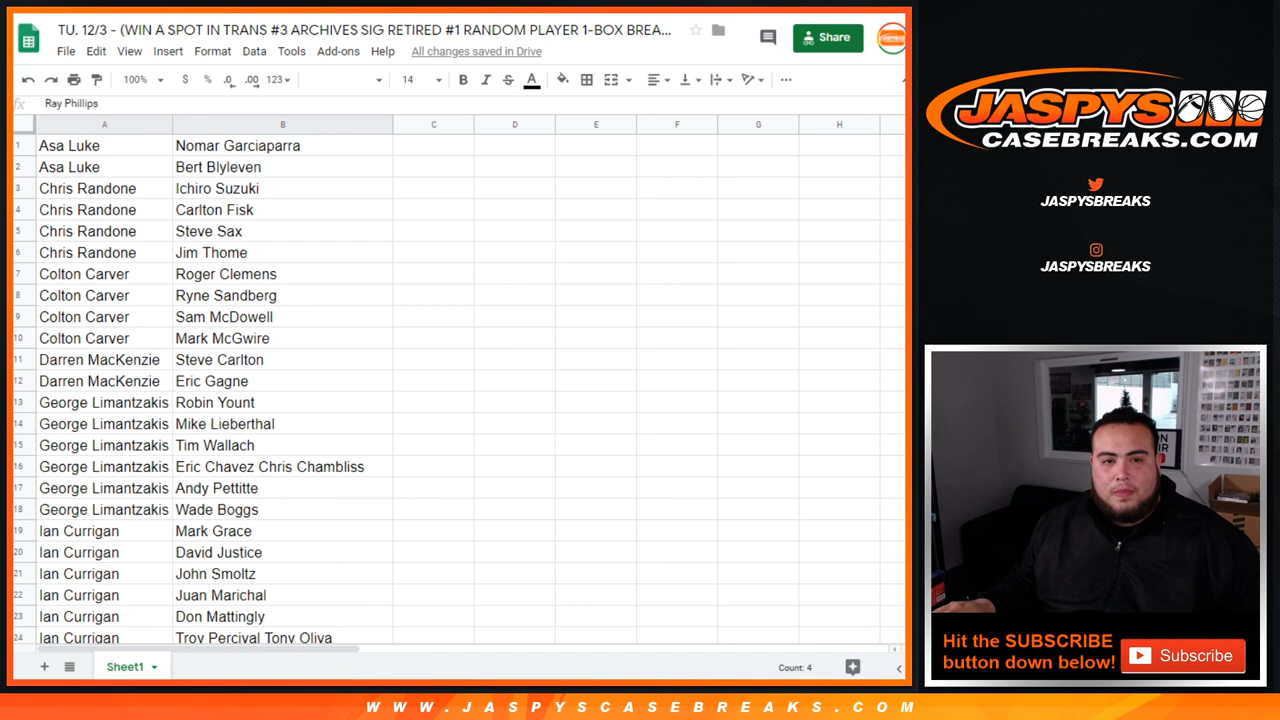 TU. 12/3 - (WIN A SPOT IN TRANS #3 ARCHIVES SIG RETIRED #1 RANDOM PLAYER 1-BOX BREA...
Share
File Edit View Insert Format Data Tools Add-ons Help All changes saved in Drive
100% $ % .0 .00 123 14 B I S A
fx Ray Phillips
A B C D E F G H
1 Asa Luke Nomar Garciaparra
2 Asa Luke Bert Blyleven
3 Chris Randone Ichiro Suzuki
4 Chris Randone Carlton Fisk
5 Chris Randone Steve Sax
6 Chris Randone Jim Thome
7 Colton Carver Roger Clemens
8 Colton Carver Ryne Sandberg
9 Colton Carver Sam McDowell
10 Colton Carver Mark McGwire
11 Darren MacKenzie Steve Carlton
12 Darren MacKenzie Eric Gagne
13 George Limantzakis Robin Yount
14 George Limantzakis Mike Lieberthal
15 George Limantzakis Tim Wallach
16 George Limantzakis Eric Chavez Chris Chambliss
17 George Limantzakis Andy Pettitte
18 George Limantzakis Wade Boggs
19 Ian Currigan Mark Grace
20 Ian Currigan David Justice
21 Ian Currigan John Smoltz
22 Ian Currigan Juan Marichal
23 Ian Currigan Don Mattingly
24 Ian Currigan Troy Percival Tony Oliva
Sheet1
Count: 4
JASPYS
CASEBREAKS.COM
JASPYSBREAKS
JASPYSBREAKS
Hit the SUBSCRIBE
button down below!
Subscribe
WWW.JASPYSCASEBREAKS.COM